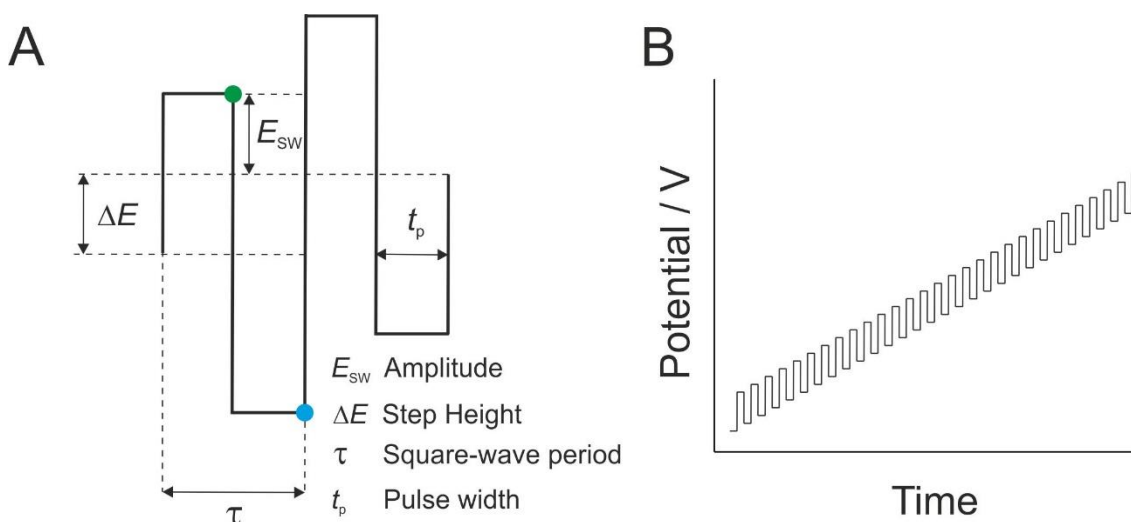 A
E_SW
ΔE
t_p
E_SW Amplitude
ΔE Step Height
τ Square-wave period
t_p Pulse width
τ
B
Potential / V
Time